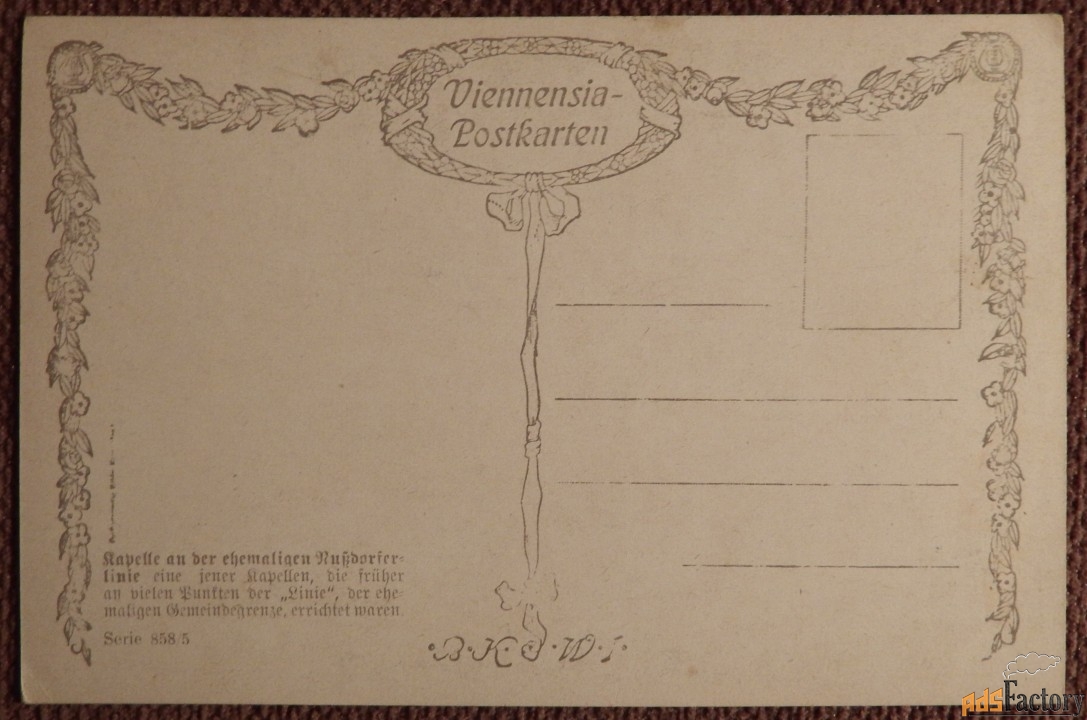 Viennensia-
Postkarten
Kapelle an der ehemaligen Nußdorfer-
linie eine jener Kapellen, die früher
an vielen Punkten der „Linie“, der ehe-
maligen Gemeindegrenze, errichtet waren.
Serie 858/5
·B·K·W·I·
adsFactory